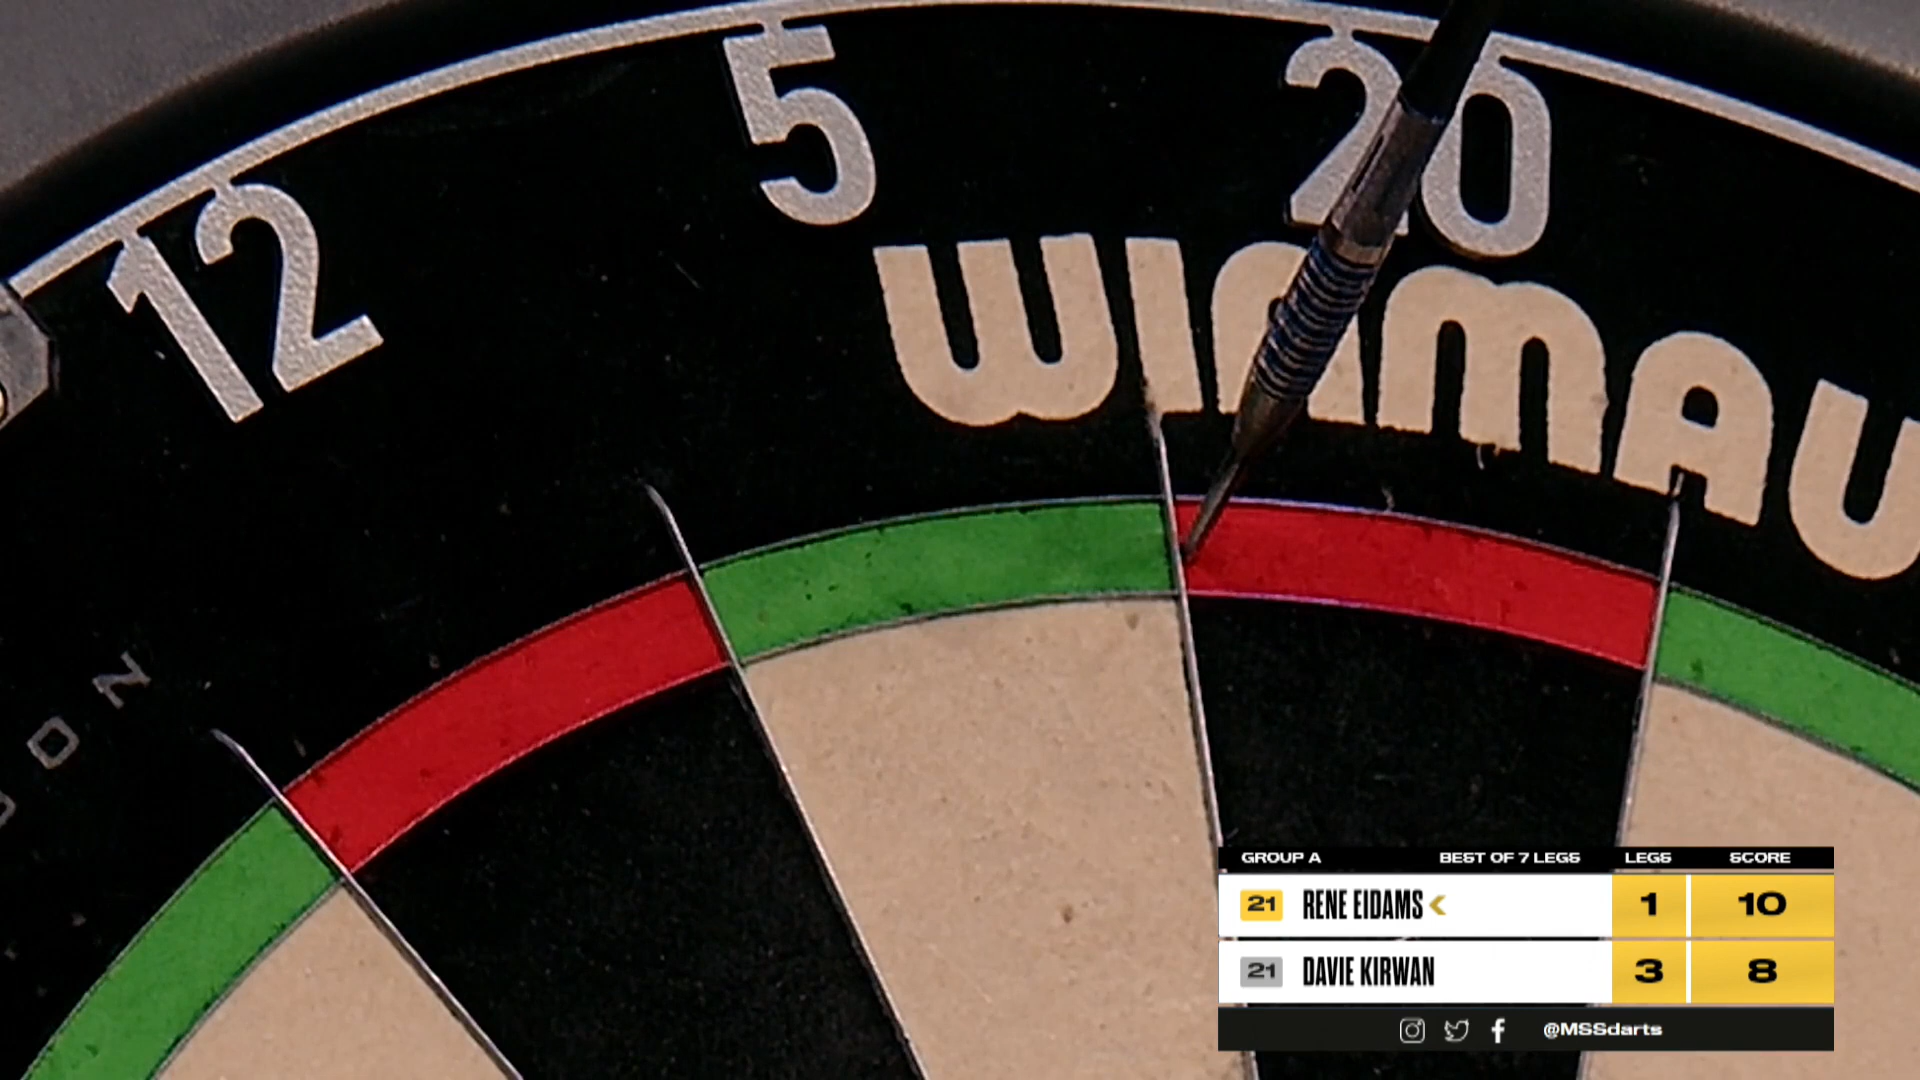 12
5
20
WINMAU
ON
GROUP A BEST OF 7 LEGS LEGS SCORE
21 RENE EIDAMS 1 10
21 DAVIE KIRWAN 3 8
@MSSdarts